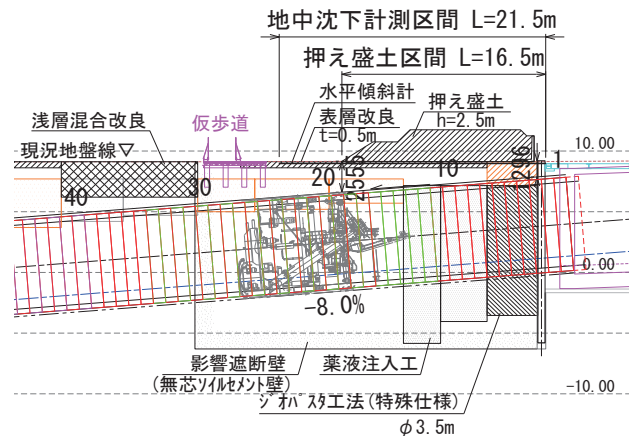 地中沈下計測区間 L=21.5m
押え盛土区間 L=16.5m
水平傾斜計
浅層混合改良
仮歩道
表層改良
t=0.5m
押え盛土
h=2.5m
現況地盤線▽
10.00
40
30
20
10
1
2555
1296
0.00
-8.0%
影響遮断壁
(無芯ソイルセメント壁)
薬液注入工
ジオパスタ工法(特殊仕様)
φ3.5m
-10.00